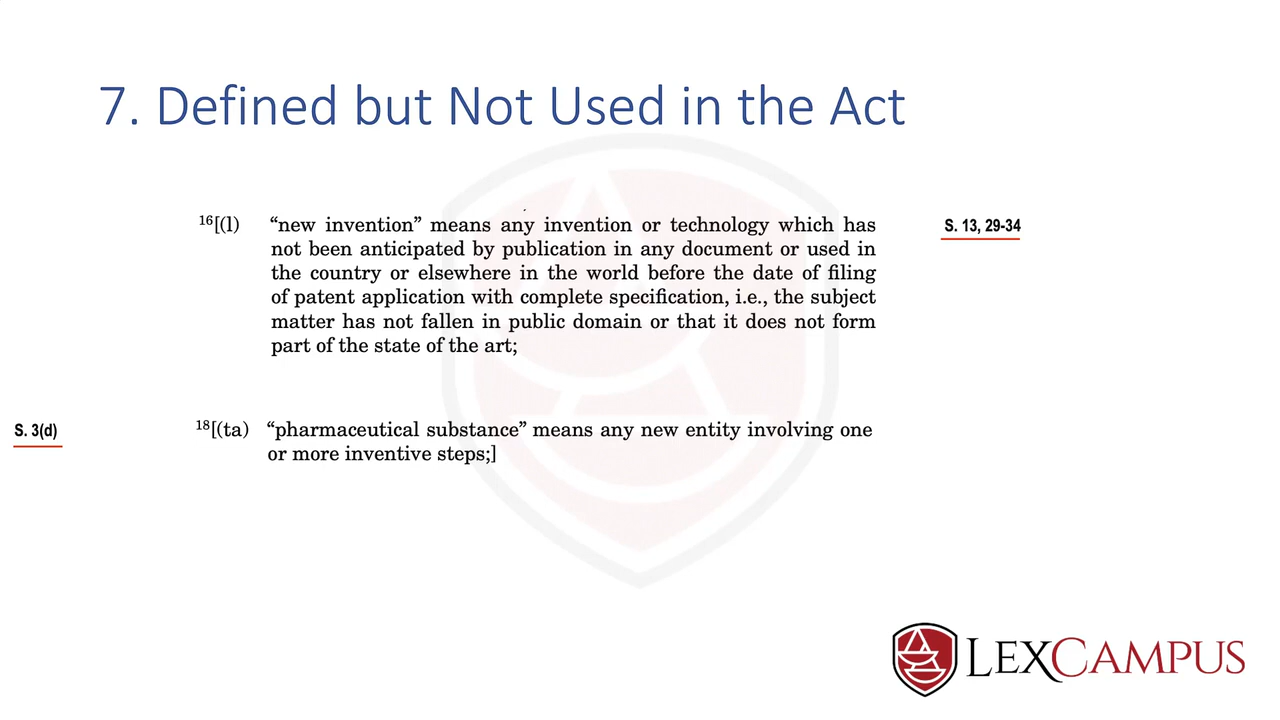 7. Defined but Not Used in the Act
16[(l) “new invention” means any invention or technology which has
not been anticipated by publication in any document or used in
the country or elsewhere in the world before the date of filing
of patent application with complete specification, i.e., the subject
matter has not fallen in public domain or that it does not form
part of the state of the art;
S. 13, 29-34
S. 3(d)
18[(ta) “pharmaceutical substance” means any new entity involving one
or more inventive steps;]
LEXCAMPUS